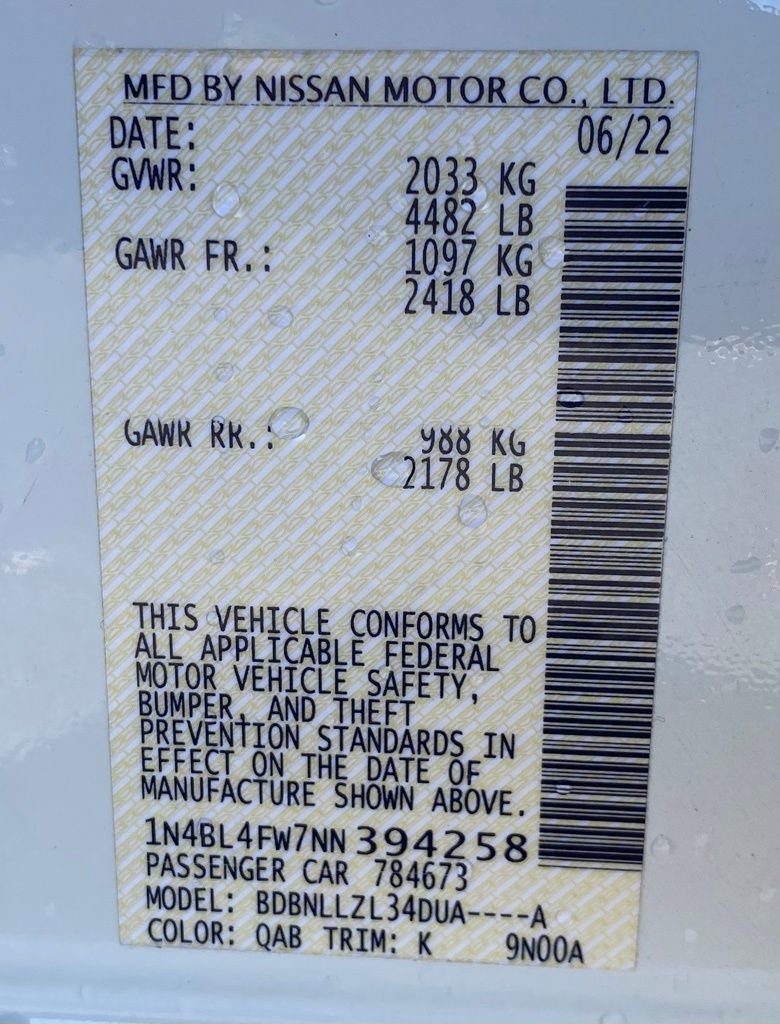 MFD BY NISSAN MOTOR CO., LTD.
DATE: 06/22
GVWR: 2033 KG
4482 LB
GAWR FR.: 1097 KG
2418 LB
GAWR RR.: 988 KG
2178 LB
THIS VEHICLE CONFORMS TO
ALL APPLICABLE FEDERAL
MOTOR VEHICLE SAFETY,
BUMPER, AND THEFT
PREVENTION STANDARDS IN
EFFECT ON THE DATE OF
MANUFACTURE SHOWN ABOVE.
1N4BL4FW7NN394258
PASSENGER CAR 784673
MODEL: BDBNLLZL34DUA----A
COLOR: QAB TRIM: K 9N00A